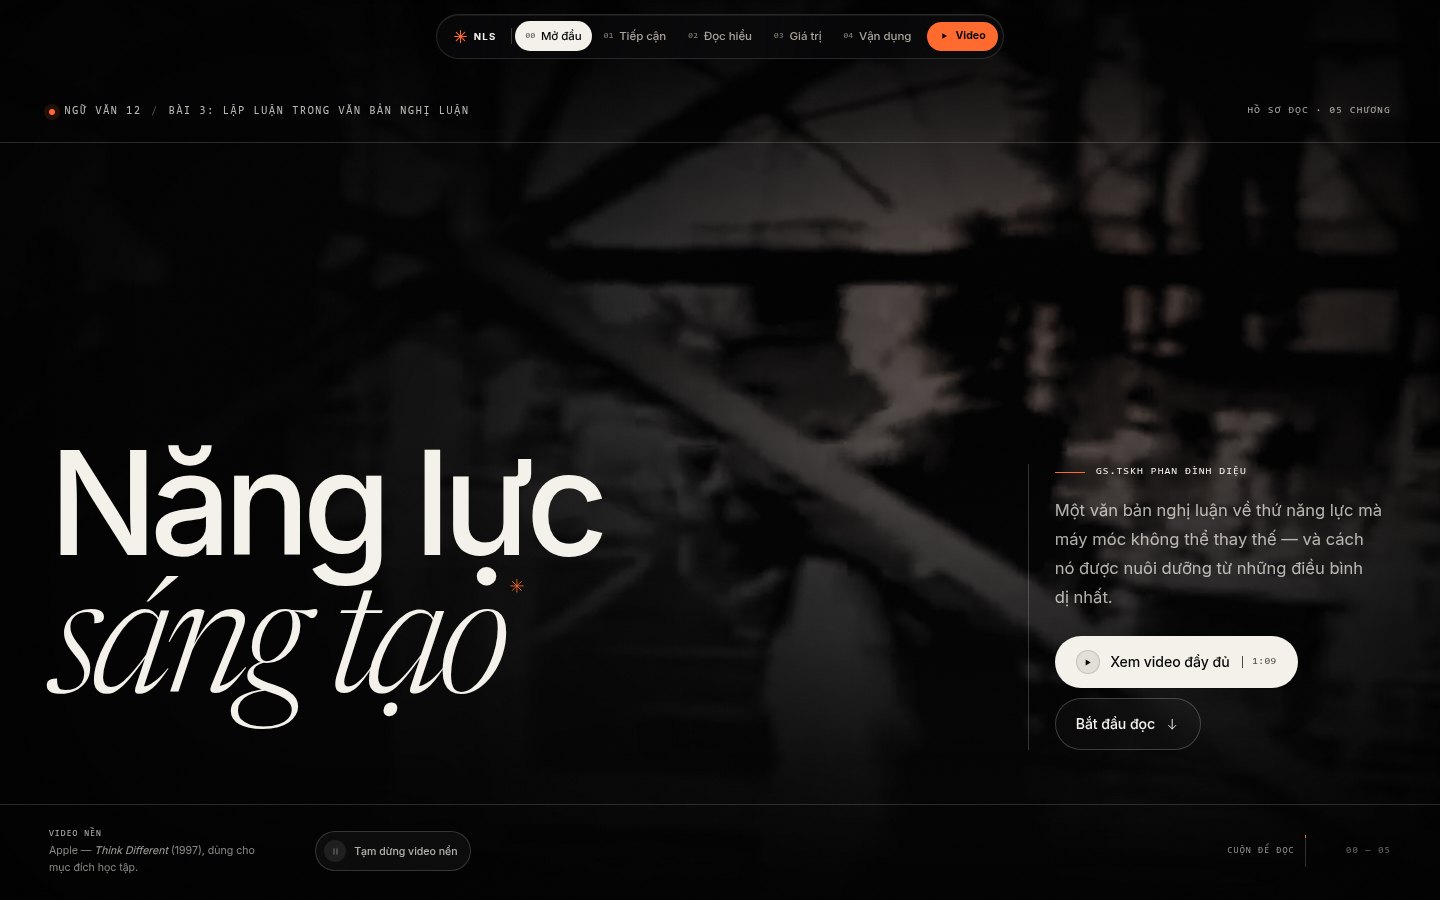 NLS
00 Mở đầu
01 Tiếp cận
02 Đọc hiểu
03 Giá trị
04 Vận dụng
Video
NGỮ VĂN 12 / BÀI 3: LẬP LUẬN TRONG VĂN BẢN NGHỊ LUẬN
HỒ SƠ ĐỌC · 05 CHƯƠNG
Năng lực
sáng tạo
GS.TSKH PHAN ĐÌNH DIỆU
Một văn bản nghị luận về thứ năng lực mà
máy móc không thể thay thế — và cách
nó được nuôi dưỡng từ những điều bình
dị nhất.
Xem video đầy đủ | 1:09
Bắt đầu đọc ↓
VIDEO NỀN
Apple — Think Different (1997), dùng cho
mục đích học tập.
Tạm dừng video nền
CUỘN ĐỂ ĐỌC
00 — 05